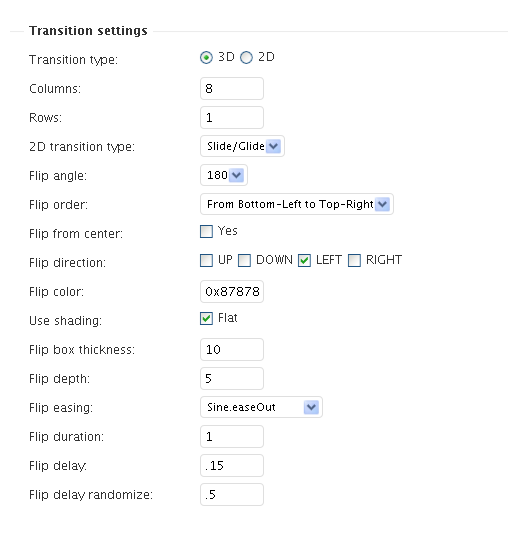 Transition settings
Transition type: 3D 2D
Columns: 8
Rows: 1
2D transition type: Slide/Glide
Flip angle: 180
Flip order: From Bottom-Left to Top-Right
Flip from center: Yes
Flip direction: UP DOWN LEFT RIGHT
Flip color: 0x87878
Use shading: Flat
Flip box thickness: 10
Flip depth: 5
Flip easing: Sine.easeOut
Flip duration: 1
Flip delay: .15
Flip delay randomize: .5